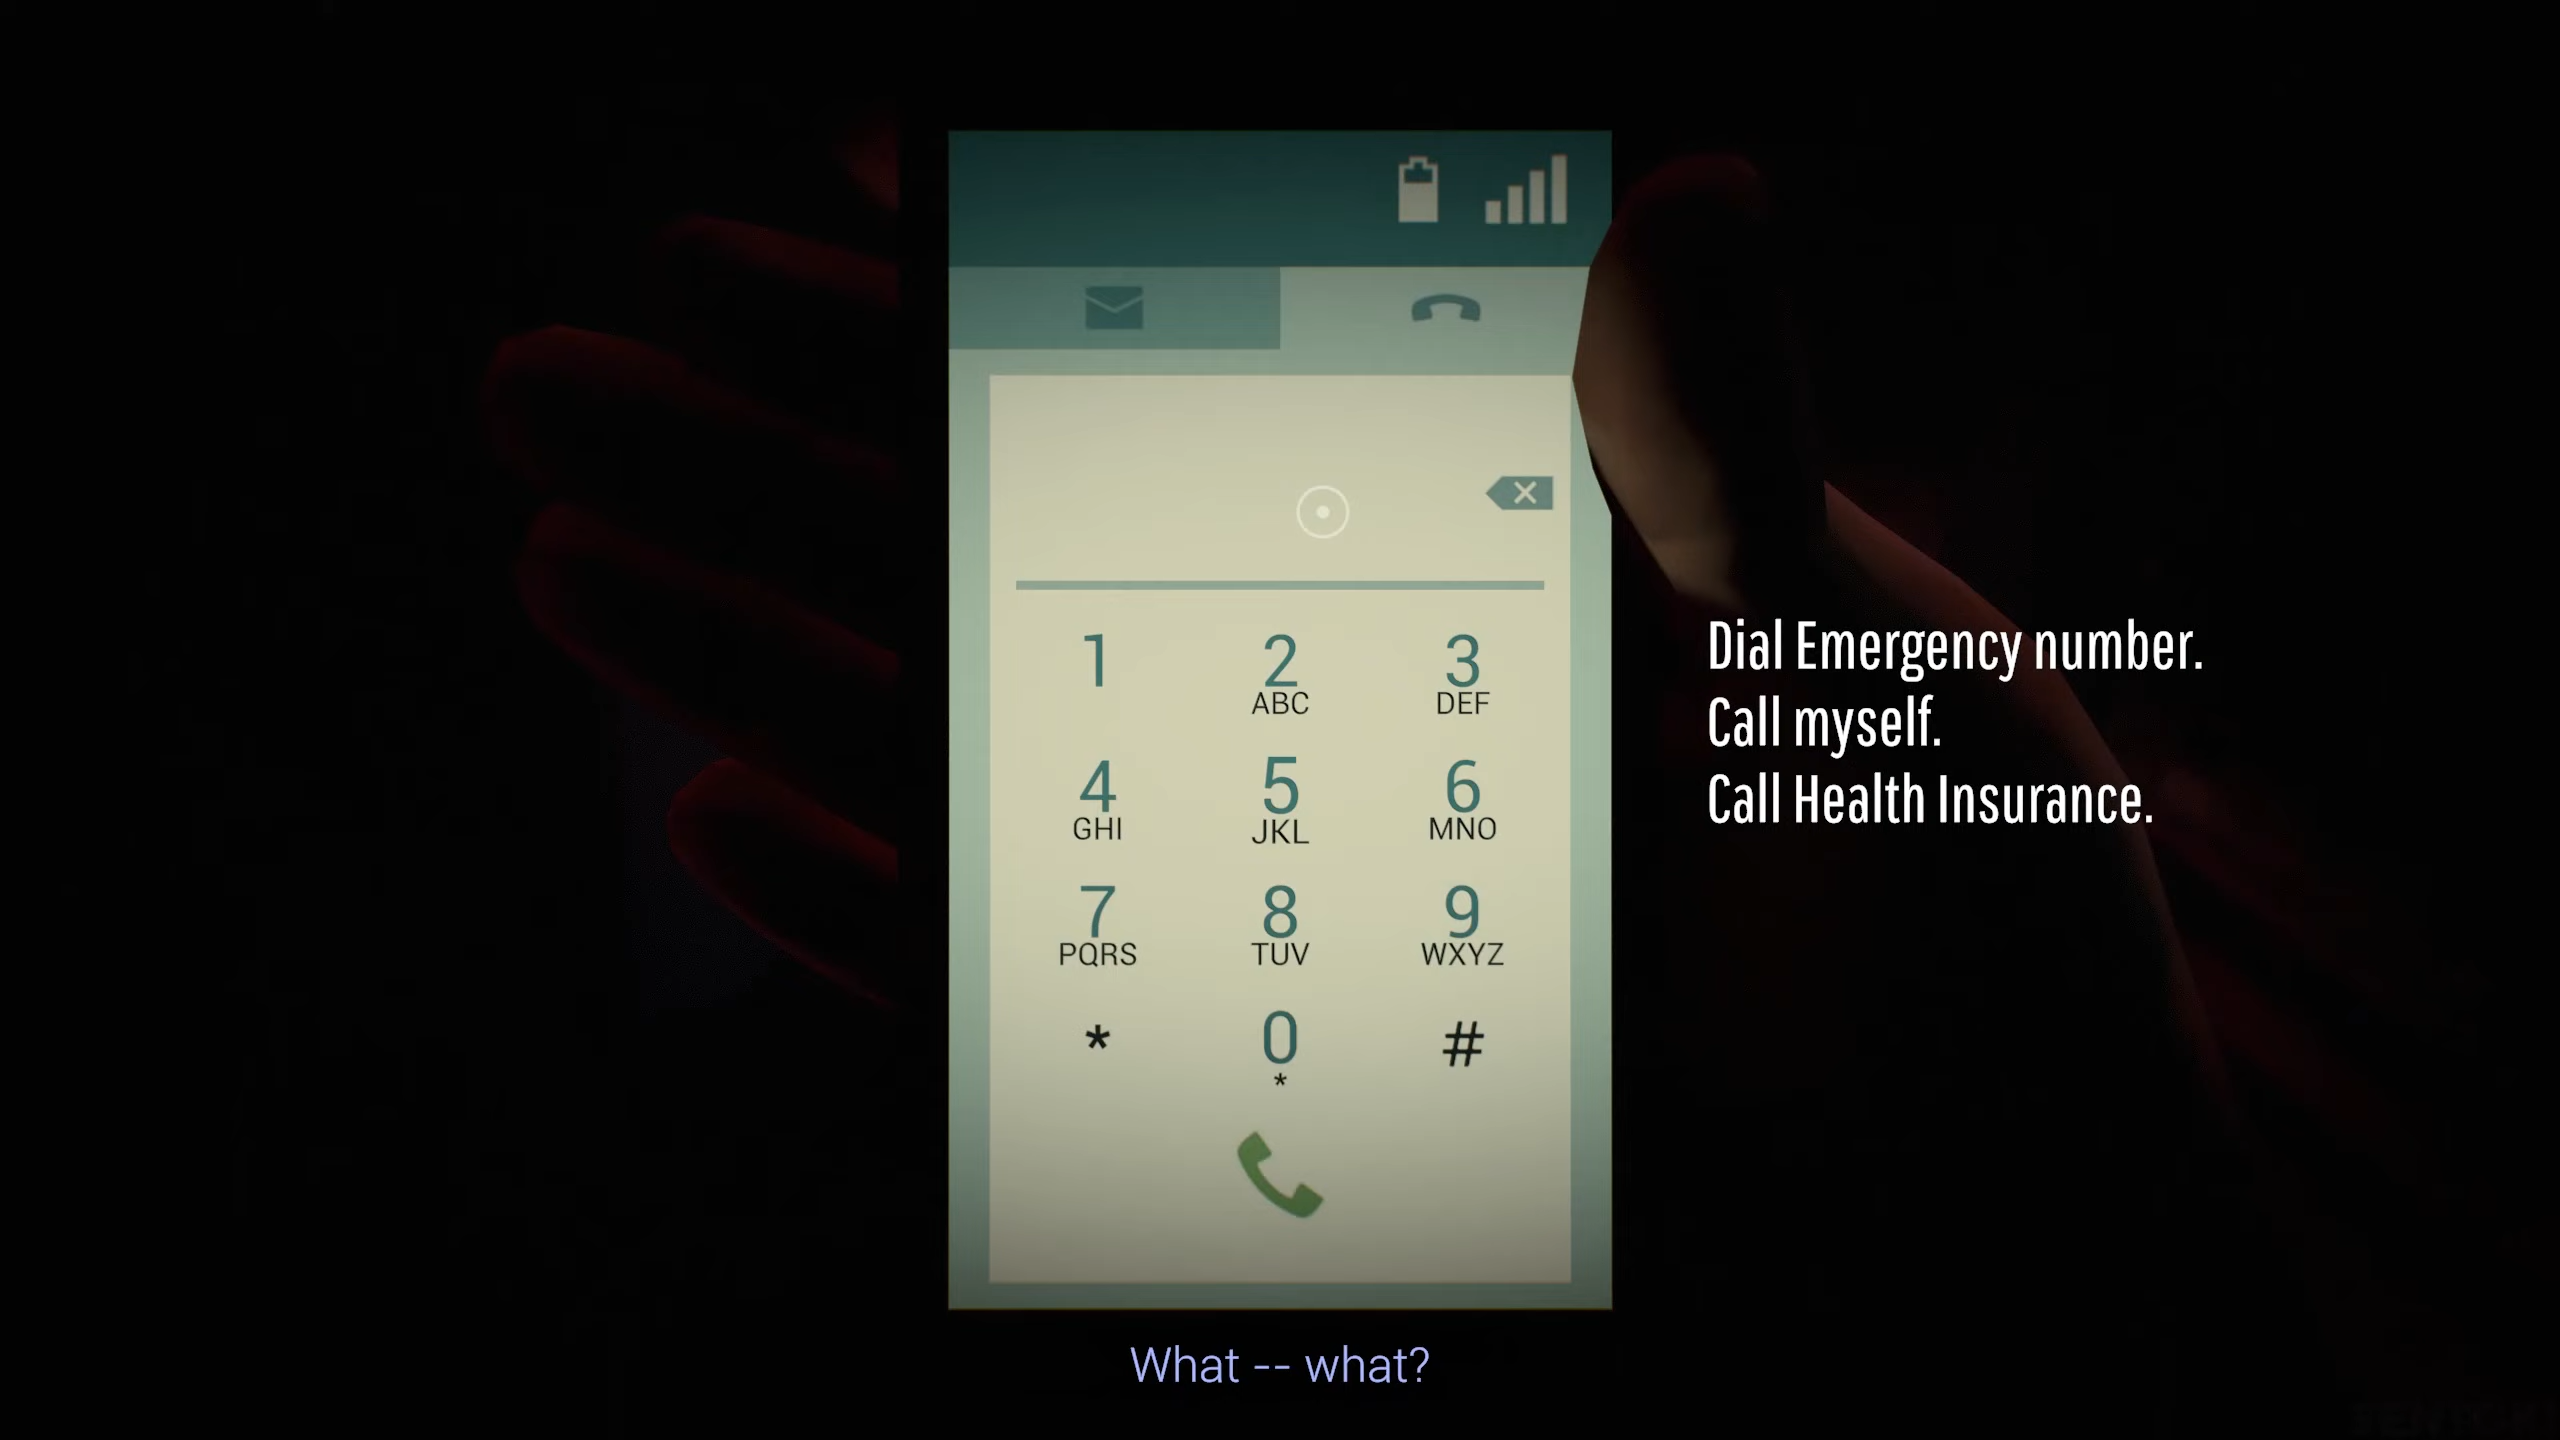 1 2 3
ABC DEF
4 5 6
GHI JKL MNO
7 8 9
PQRS TUV WXYZ
* 0 #
*
Dial Emergency number.
Call myself.
Call Health Insurance.
What -- what?